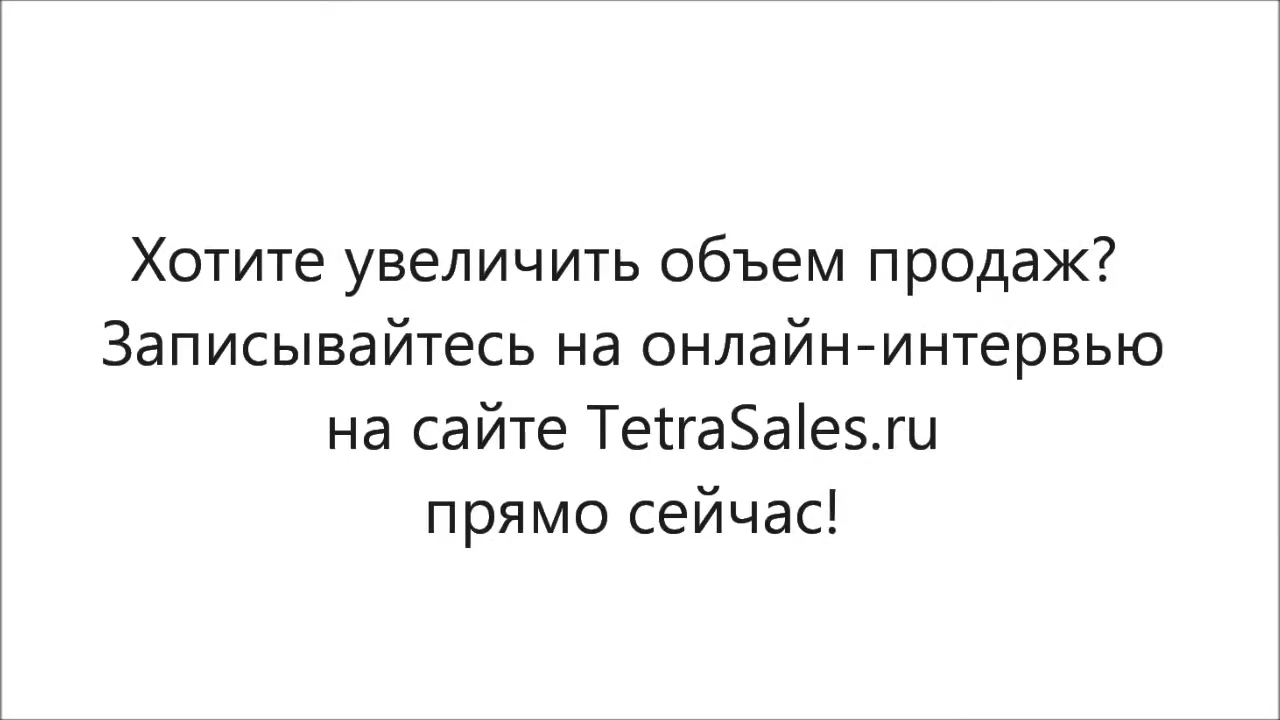 Хотите увеличить объем продаж?
Записывайтесь на онлайн-интервью
на сайте TetraSales.ru
прямо сейчас!